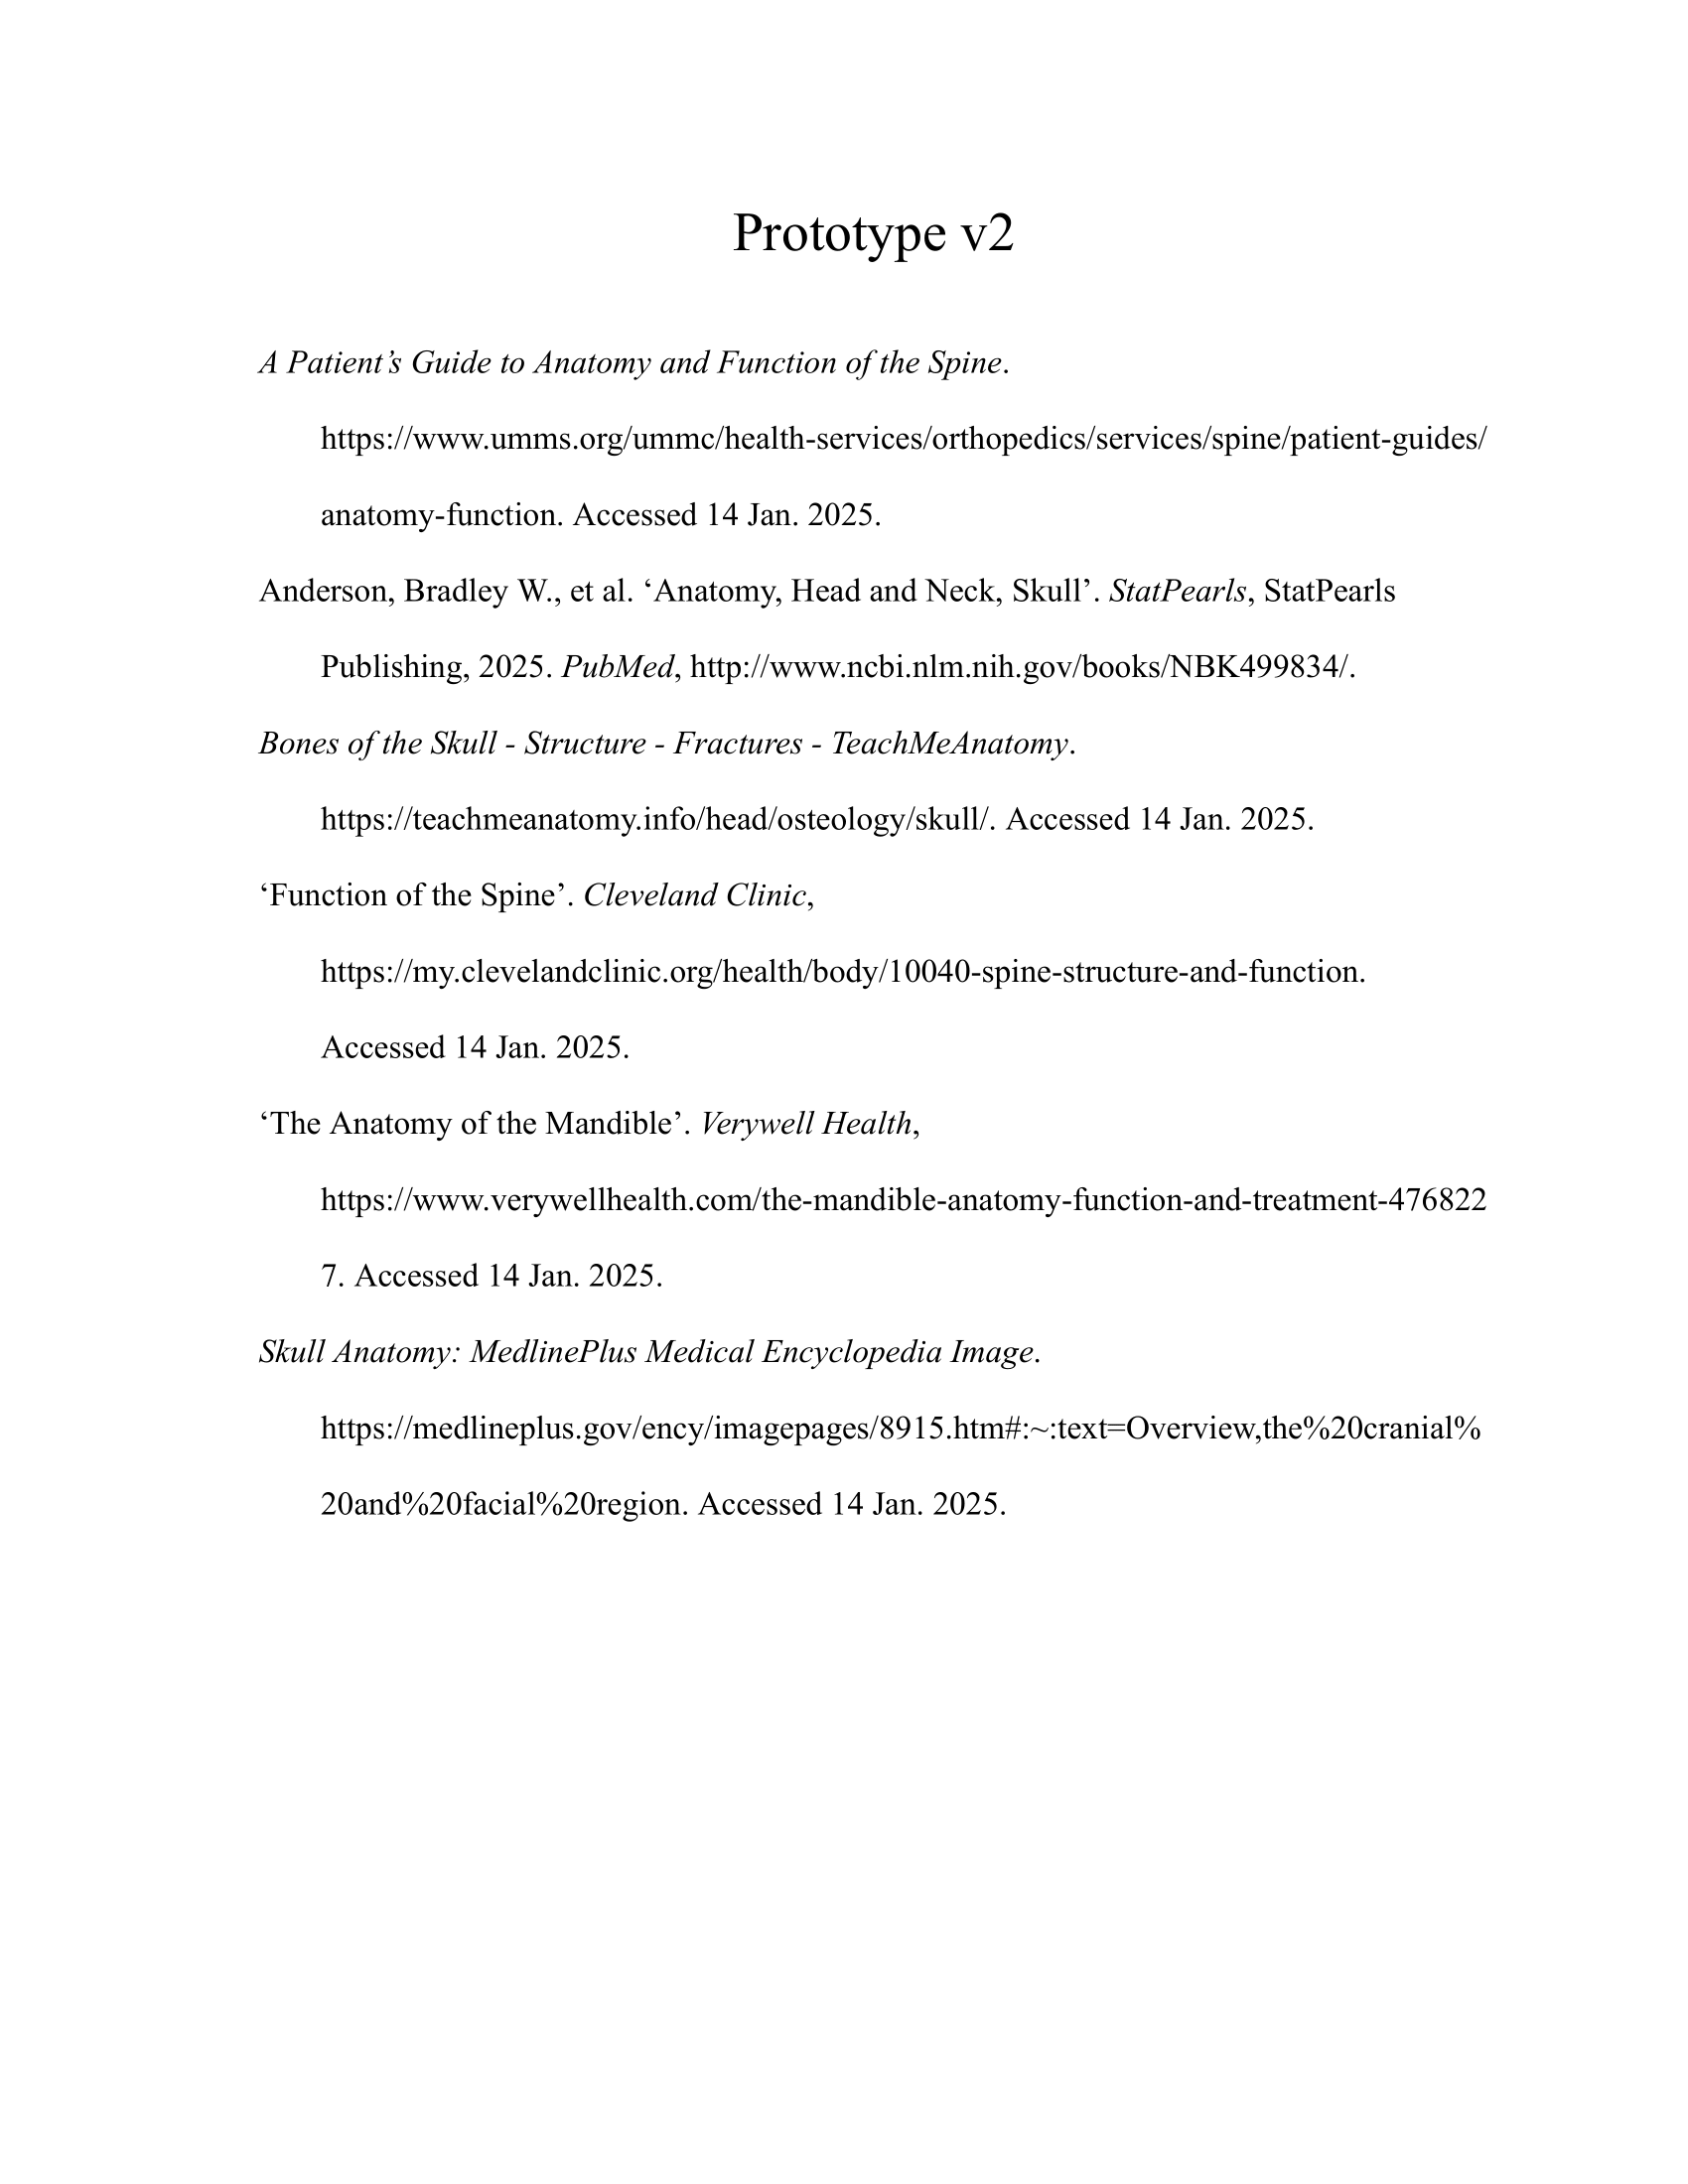 Prototype v2
A Patient’s Guide to Anatomy and Function of the Spine.
https://www.umms.org/ummc/health-services/orthopedics/services/spine/patient-guides/
anatomy-function. Accessed 14 Jan. 2025.
Anderson, Bradley W., et al. ‘Anatomy, Head and Neck, Skull’. StatPearls, StatPearls
Publishing, 2025. PubMed, http://www.ncbi.nlm.nih.gov/books/NBK499834/.
Bones of the Skull - Structure - Fractures - TeachMeAnatomy.
https://teachmeanatomy.info/head/osteology/skull/. Accessed 14 Jan. 2025.
‘Function of the Spine’. Cleveland Clinic,
https://my.clevelandclinic.org/health/body/10040-spine-structure-and-function.
Accessed 14 Jan. 2025.
‘The Anatomy of the Mandible’. Verywell Health,
https://www.verywellhealth.com/the-mandible-anatomy-function-and-treatment-476822
7. Accessed 14 Jan. 2025.
Skull Anatomy: MedlinePlus Medical Encyclopedia Image.
https://medlineplus.gov/ency/imagepages/8915.htm#:~:text=Overview,the%20cranial%
20and%20facial%20region. Accessed 14 Jan. 2025.